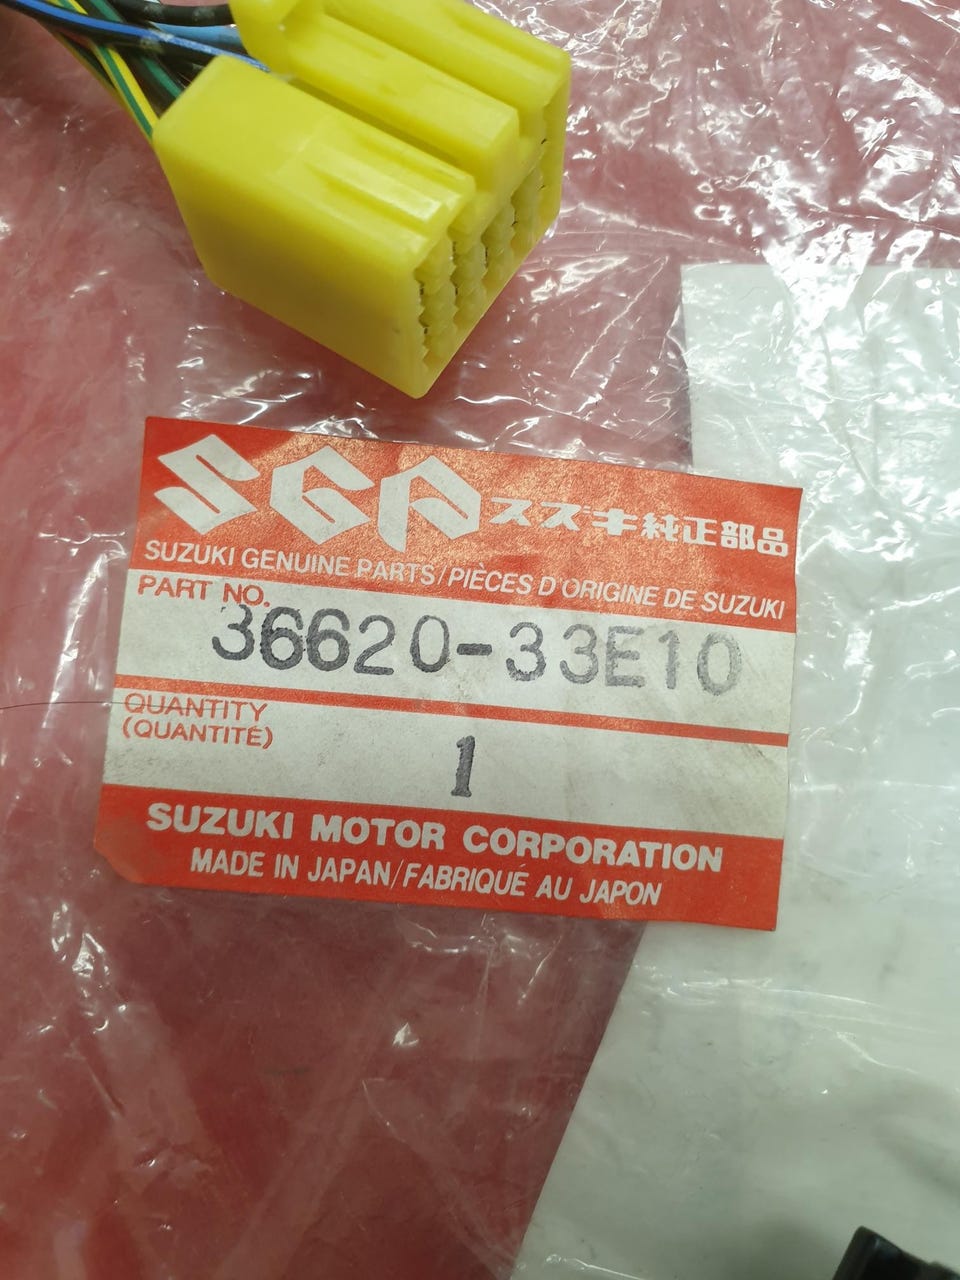 SGP スズキ純正部品
SUZUKI GENUINE PARTS/PIÈCES D'ORIGINE DE SUZUKI
PART NO.
36620-33E10
QUANTITY
(QUANTITÉ)
1
SUZUKI MOTOR CORPORATION
MADE IN JAPAN/FABRIQUÉ AU JAPON